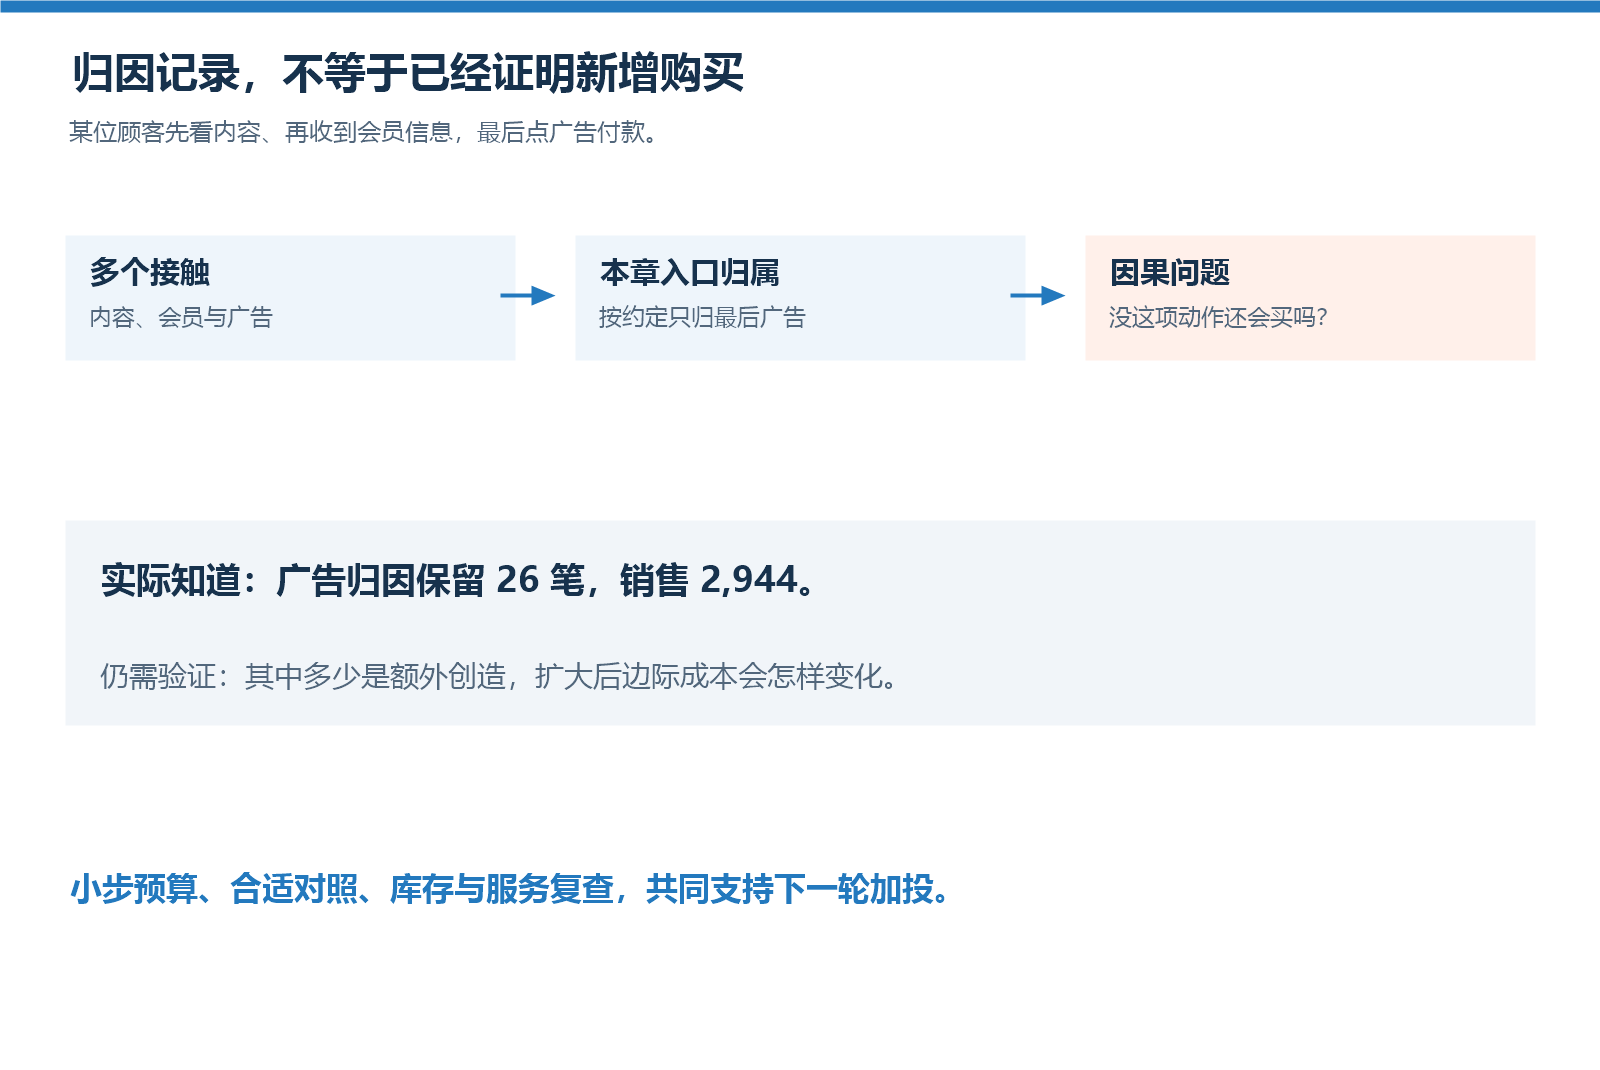 归因记录，不等于已经证明新增购买
某位顾客先看内容、再收到会员信息，最后点广告付款。
多个接触
内容、会员与广告
本章入口归属
按约定只归最后广告
因果问题
没这项动作还会买吗？
实际知道：广告归因保留 26 笔，销售 2,944。
仍需验证：其中多少是额外创造，扩大后边际成本会怎样变化。
小步预算、合适对照、库存与服务复查，共同支持下一轮加投。